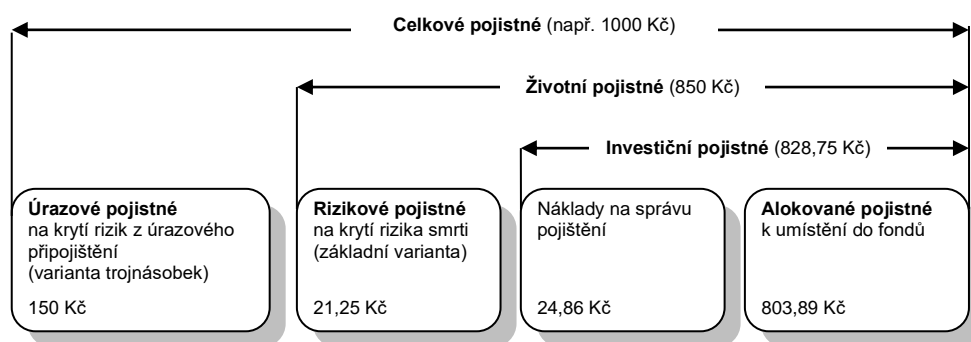 Celkové pojistné (např. 1000 Kč)
Životní pojistné (850 Kč)
Investiční pojistné (828,75 Kč)
Úrazové pojistné
na krytí rizik z úrazového
připojištění
(varianta trojnásobek)
150 Kč
Rizikové pojistné
na krytí rizika smrti
(základní varianta)
21,25 Kč
Náklady na správu
pojištění
24,86 Kč
Alokované pojistné
k umístění do fondů
803,89 Kč